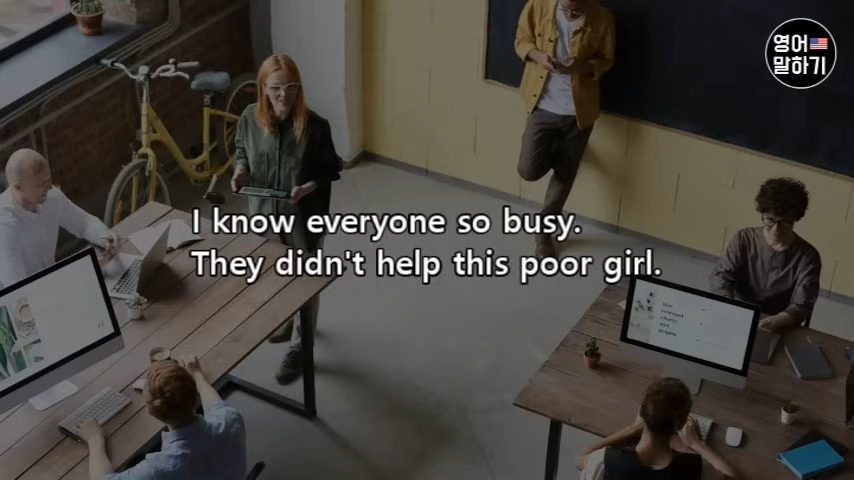 영어
말하기
I know everyone so busy.
They didn't help this poor girl.